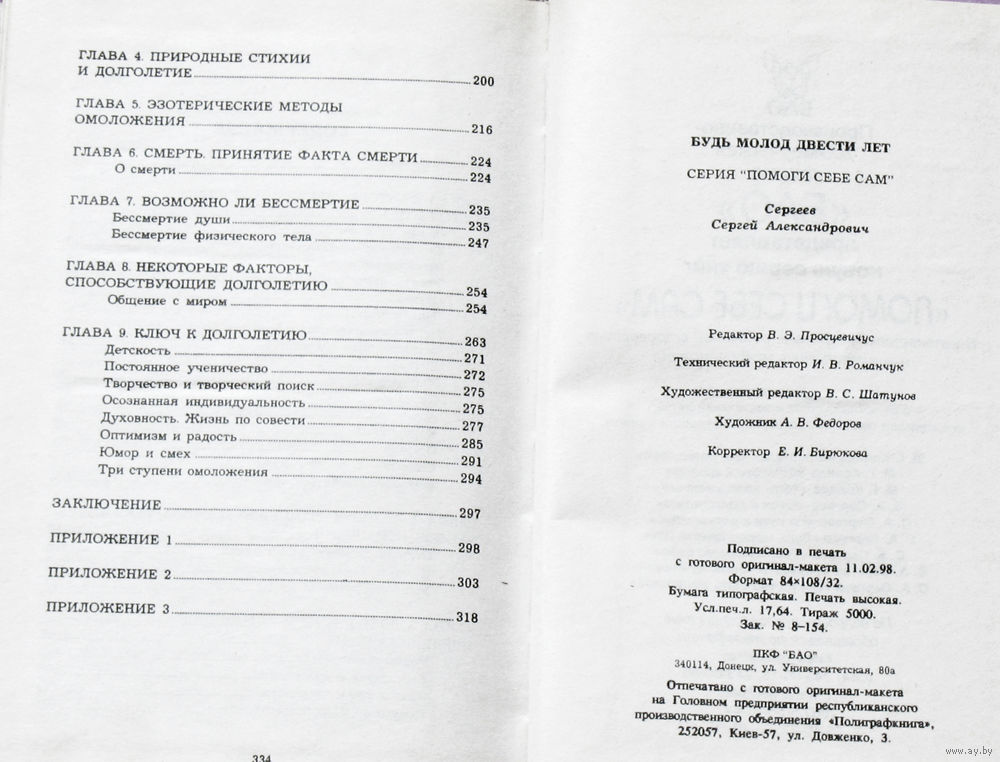 ГЛАВА 4. ПРИРОДНЫЕ СТИХИИ
И ДОЛГОЛЕТИЕ 200
ГЛАВА 5. ЭЗОТЕРИЧЕСКИЕ МЕТОДЫ
ОМОЛОЖЕНИЯ 216
ГЛАВА 6. СМЕРТЬ. ПРИНЯТИЕ ФАКТА СМЕРТИ 224
О смерти 224
ГЛАВА 7. ВОЗМОЖНО ЛИ БЕССМЕРТИЕ 235
Бессмертие души 235
Бессмертие физического тела 247
ГЛАВА 8. НЕКОТОРЫЕ ФАКТОРЫ,
СПОСОБСТВУЮЩИЕ ДОЛГОЛЕТИЮ 254
Общение с миром 254
ГЛАВА 9. КЛЮЧ К ДОЛГОЛЕТИЮ 263
Детскость 271
Постоянное ученичество 272
Творчество и творческий поиск 275
Осознанная индивидуальность 275
Духовность. Жизнь по совести 277
Оптимизм и радость 285
Юмор и смех 291
Три ступени омоложения 294
ЗАКЛЮЧЕНИЕ 297
ПРИЛОЖЕНИЕ 1 298
ПРИЛОЖЕНИЕ 2 303
ПРИЛОЖЕНИЕ 3 318
334
БУДЬ МОЛОД ДВЕСТИ ЛЕТ
СЕРИЯ "ПОМОГИ СЕБЕ САМ"
Сергеев
Сергей Александрович
Редактор В. Э. Просцевичус
Технический редактор И. В. Романчук
Художественный редактор В. С. Шатунов
Художник А. В. Федоров
Корректор Е. И. Бирюкова
Подписано в печать
с готового оригинал-макета 11.02.98.
Формат 84×108/32.
Бумага типографская. Печать высокая.
Усл.печ.л. 17,64. Тираж 5000.
Зак. № 8-154.
ПКФ "БАО"
340114, Донецк, ул. Университетская, 80а
Отпечатано с готового оригинал-макета
на Головном предприятии республиканского
производственного объединения «Полиграфкнига»,
252057, Киев-57, ул. Довженко, 3.
www.ay.by